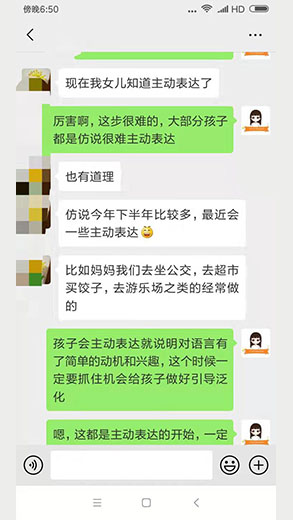 傍晚6:50
现在我女儿知道主动表达了
厉害啊，这步很难的，大部分孩子
都是仿说很难主动表达
也有道理
仿说今年下半年比较多，最近会
一些主动表达😄
比如妈妈我们去坐公交，去超市
买饺子，去游乐场之类的经常做
的
孩子会主动表达就说明对语言有
了简单的动机和兴趣，这个时候一
定要抓住机会给孩子做好引导泛
化
嗯，这都是主动表达的开始，一定